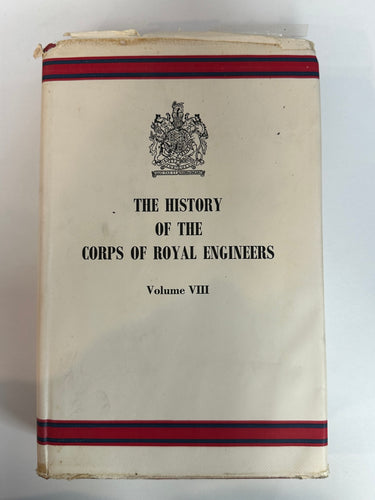 THE HISTORY
OF THE
CORPS OF ROYAL ENGINEERS
Volume VIII